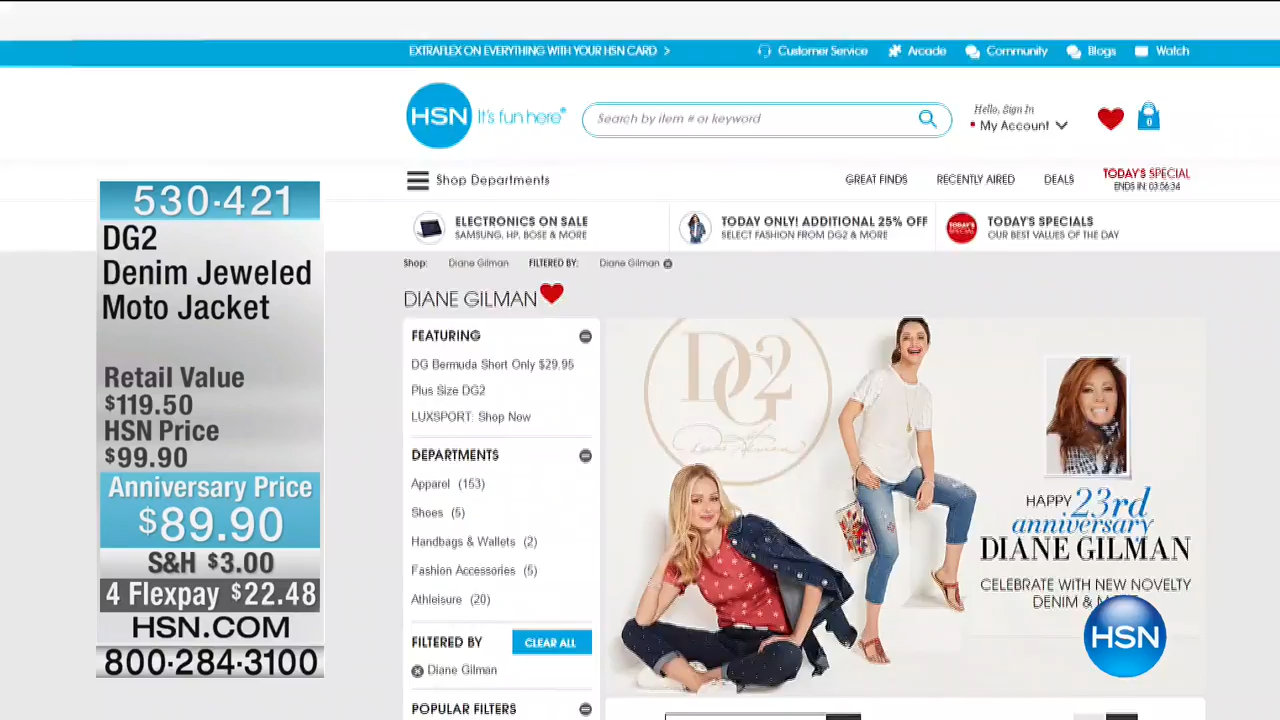 EXTRAFLEX ON EVERYTHING WITH YOUR HSN CARD >
Customer Service
Arcade
Community
Blogs
Watch
HSN
It's fun here®
Search by item # or keyword
Hello, Sign In
My Account
0
Shop Departments
GREAT FINDS
RECENTLY AIRED
DEALS
TODAY'S SPECIAL
ENDS IN: 03:56:34
ELECTRONICS ON SALE
SAMSUNG, HP, BOSE & MORE
TODAY ONLY! ADDITIONAL 25% OFF
SELECT FASHION FROM DG2 & MORE
TODAY'S SPECIAL
TODAY'S SPECIALS
OUR BEST VALUES OF THE DAY
530-421
DG2
Denim Jeweled
Moto Jacket
Retail Value
$119.50
HSN Price
$99.90
Anniversary Price
$89.90
S&H $3.00
4 Flexpay $22.48
HSN.COM
800-284-3100
Shop: Diane Gilman FILTERED BY: Diane Gilman
DIANE GILMAN
FEATURING
DG Bermuda Short Only $29.95
Plus Size DG2
LUXSPORT: Shop Now
DEPARTMENTS
Apparel (153)
Shoes (5)
Handbags & Wallets (2)
Fashion Accessories (5)
Athleisure (20)
FILTERED BY
CLEAR ALL
Diane Gilman
POPULAR FILTERS
DG2
Diane Gilman
HAPPY 23rd
anniversary
DIANE GILMAN
CELEBRATE WITH NEW NOVELTY
DENIM &
HSN